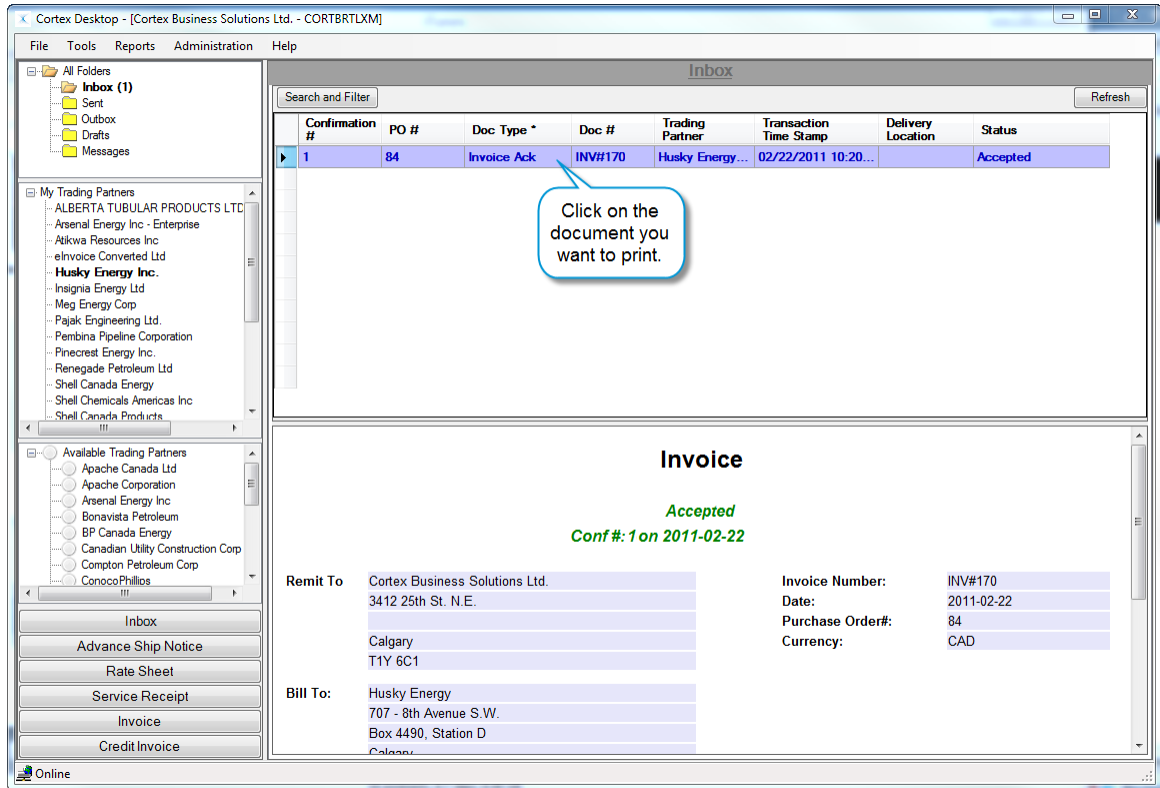 Cortex Desktop - [Cortex Business Solutions Ltd. - CORTBRTLXM]
File Tools Reports Administration Help
All Folders
Inbox (1)
Sent
Outbox
Drafts
Messages
My Trading Partners
ALBERTA TUBULAR PRODUCTS LTD
Arsenal Energy Inc - Enterprise
Atikwa Resources Inc
eInvoice Converted Ltd
Husky Energy Inc.
Insignia Energy Ltd
Meg Energy Corp
Pajak Engineering Ltd.
Pembina Pipeline Corporation
Pinecrest Energy Inc.
Renegade Petroleum Ltd
Shell Canada Energy
Shell Chemicals Americas Inc
Shell Canada Products
Available Trading Partners
Apache Canada Ltd
Apache Corporation
Arsenal Energy Inc
Bonavista Petroleum
BP Canada Energy
Canadian Utility Construction Corp
Compton Petroleum Corp
ConocoPhillips
Inbox
Advance Ship Notice
Rate Sheet
Service Receipt
Invoice
Credit Invoice
Inbox
Search and Filter Refresh
Confirmation # PO # Doc Type * Doc # Trading Partner Transaction Time Stamp Delivery Location Status
1 84 Invoice Ack INV#170 Husky Energy... 02/22/2011 10:20... Accepted
Click on the
document you
want to print.
Invoice
Accepted
Conf #: 1 on 2011-02-22
Remit To Cortex Business Solutions Ltd.
3412 25th St. N.E.
Calgary
T1Y 6C1
Invoice Number: INV#170
Date: 2011-02-22
Purchase Order#: 84
Currency: CAD
Bill To: Husky Energy
707 - 8th Avenue S.W.
Box 4490, Station D
Calgary
Online